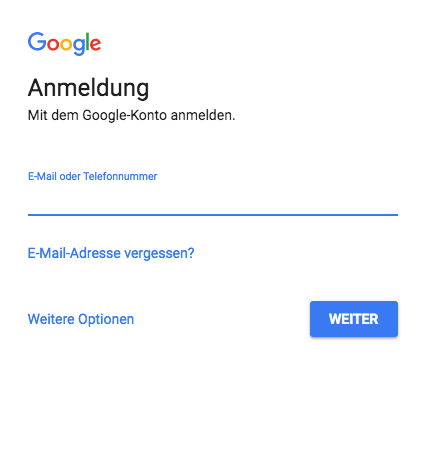 Google
Anmeldung
Mit dem Google-Konto anmelden.
E-Mail oder Telefonnummer
E-Mail-Adresse vergessen?
Weitere Optionen
WEITER